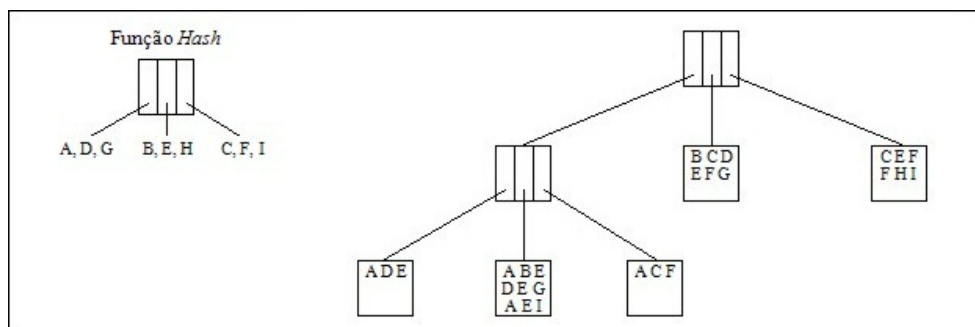 Função Hash
A, D, G
B, E, H
C, F, I
B C D
E F G
C E F
F H I
A D E
A B E
D E G
A E I
A C F